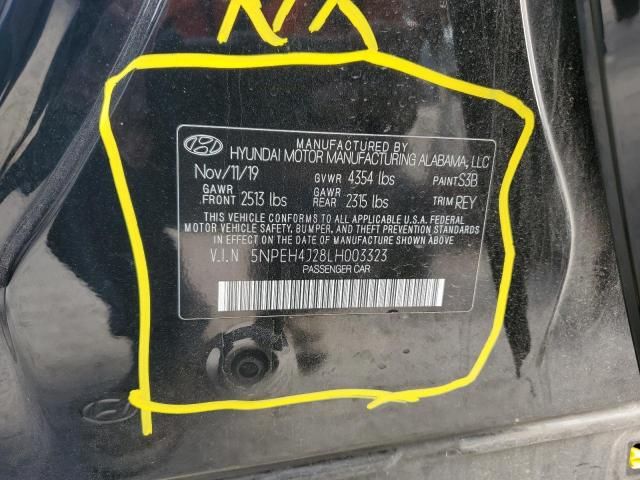 MANUFACTURED BY
HYUNDAI MOTOR MANUFACTURING ALABAMA, LLC
Nov/11/19 GVWR 4354 lbs PAINT S3B
GAWR FRONT 2513 lbs GAWR REAR 2315 lbs TRIM REY
THIS VEHICLE CONFORMS TO ALL APPLICABLE U.S.A. FEDERAL
MOTOR VEHICLE SAFETY, BUMPER, AND THEFT PREVENTION STANDARDS
IN EFFECT ON THE DATE OF MANUFACTURE SHOWN ABOVE.
V.I.N 5NPEH4J28LH003323
PASSENGER CAR